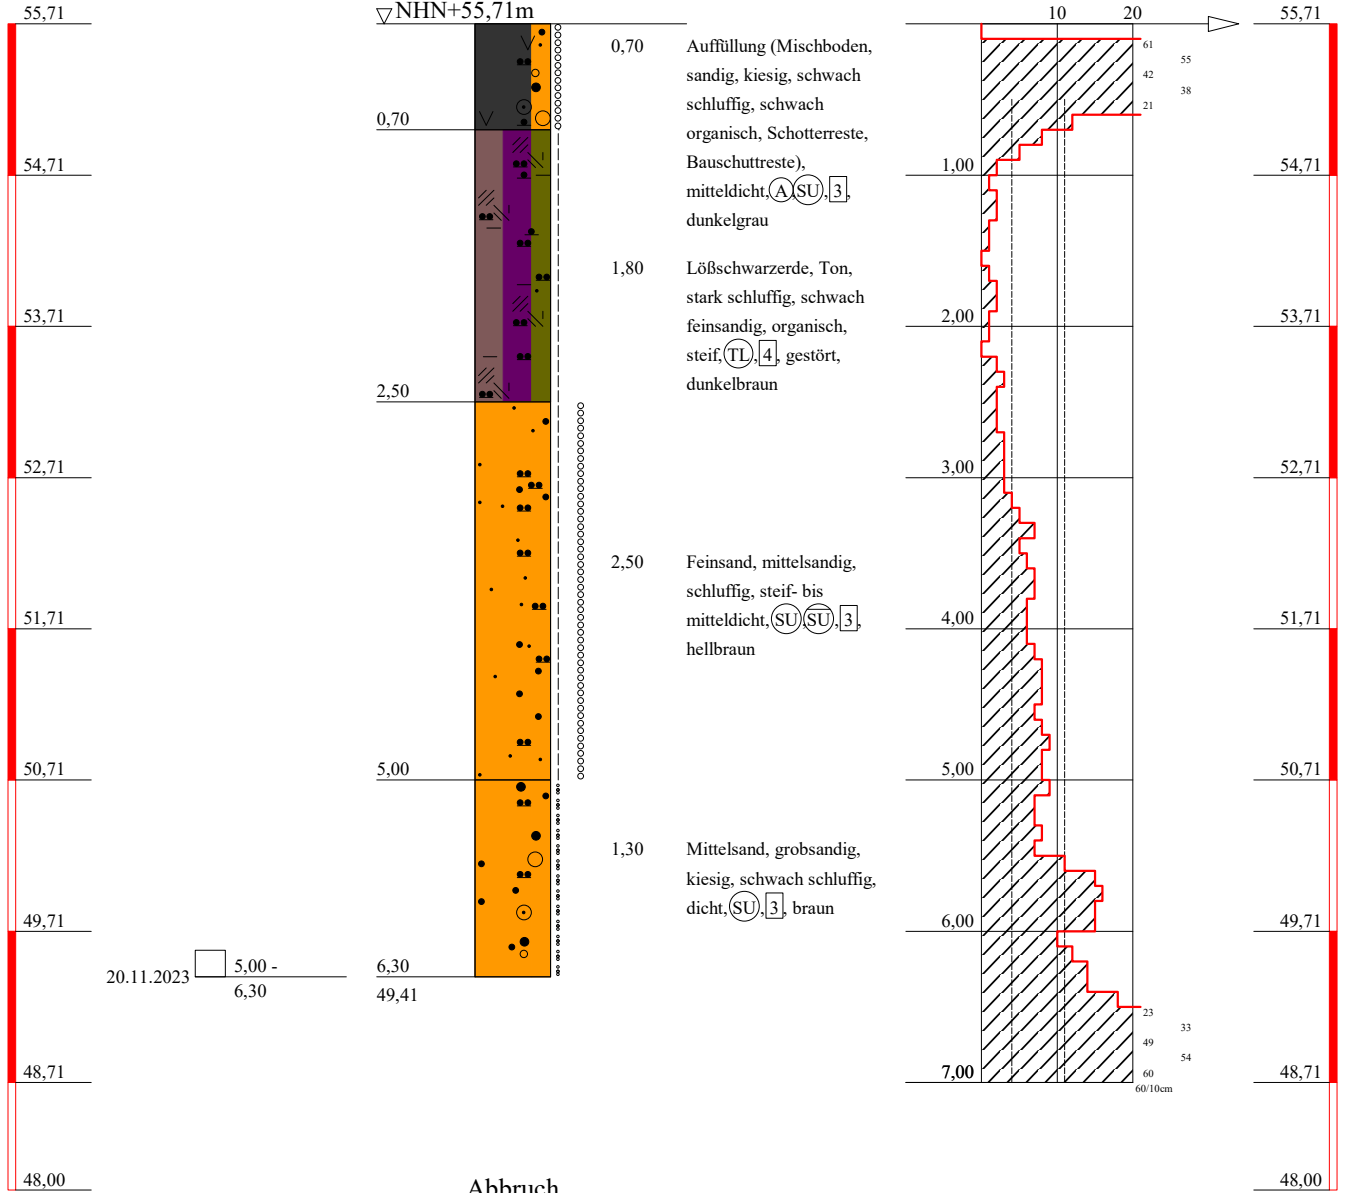 55,71
NHN+55,71m
10 20
55,71
0,70
Auffüllung (Mischboden,
sandig, kiesig, schwach
schluffig, schwach
organisch, Schotterreste,
Bauschuttreste),
mitteldicht, A, SU, 3,
dunkelgrau
61
55
42
38
21
0,70
54,71
1,00
54,71
1,80
Lößschwarzerde, Ton,
stark schluffig, schwach
feinsandig, organisch,
steif, TL, 4, gestört,
dunkelbraun
53,71
2,00
53,71
2,50
52,71
3,00
52,71
2,50
Feinsand, mittelsandig,
schluffig, steif- bis
mitteldicht, SU, S̅U̅, 3,
hellbraun
51,71
4,00
51,71
50,71
5,00
5,00
50,71
1,30
Mittelsand, grobsandig,
kiesig, schwach schluffig,
dicht, SU, 3, braun
49,71
6,00
49,71
20.11.2023
5,00 -
6,30
6,30
49,41
23
33
49
54
60
60/10cm
48,71
7,00
48,71
48,00
48,00
Abbruch